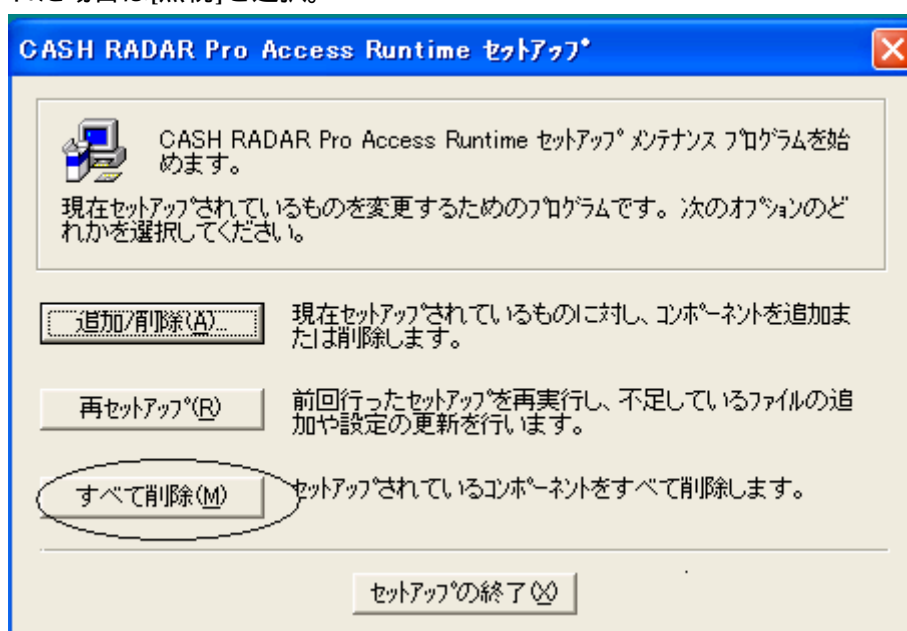 CASH RADAR Pro Access Runtime セットアップ
CASH RADAR Pro Access Runtime セットアップ メンテナンス プログラムを始
めます。
現在セットアップされているものを変更するためのプログラムです。次のオプションのど
れかを選択してください。
追加/削除(A)...
現在セットアップされているものに対し、コンポーネントを追加ま
たは削除します。
再セットアップ(R)
前回行ったセットアップを再実行し、不足しているファイルの追
加や設定の更新を行います。
すべて削除(M)
セットアップされているコンポーネントをすべて削除します。
セットアップの終了(X)